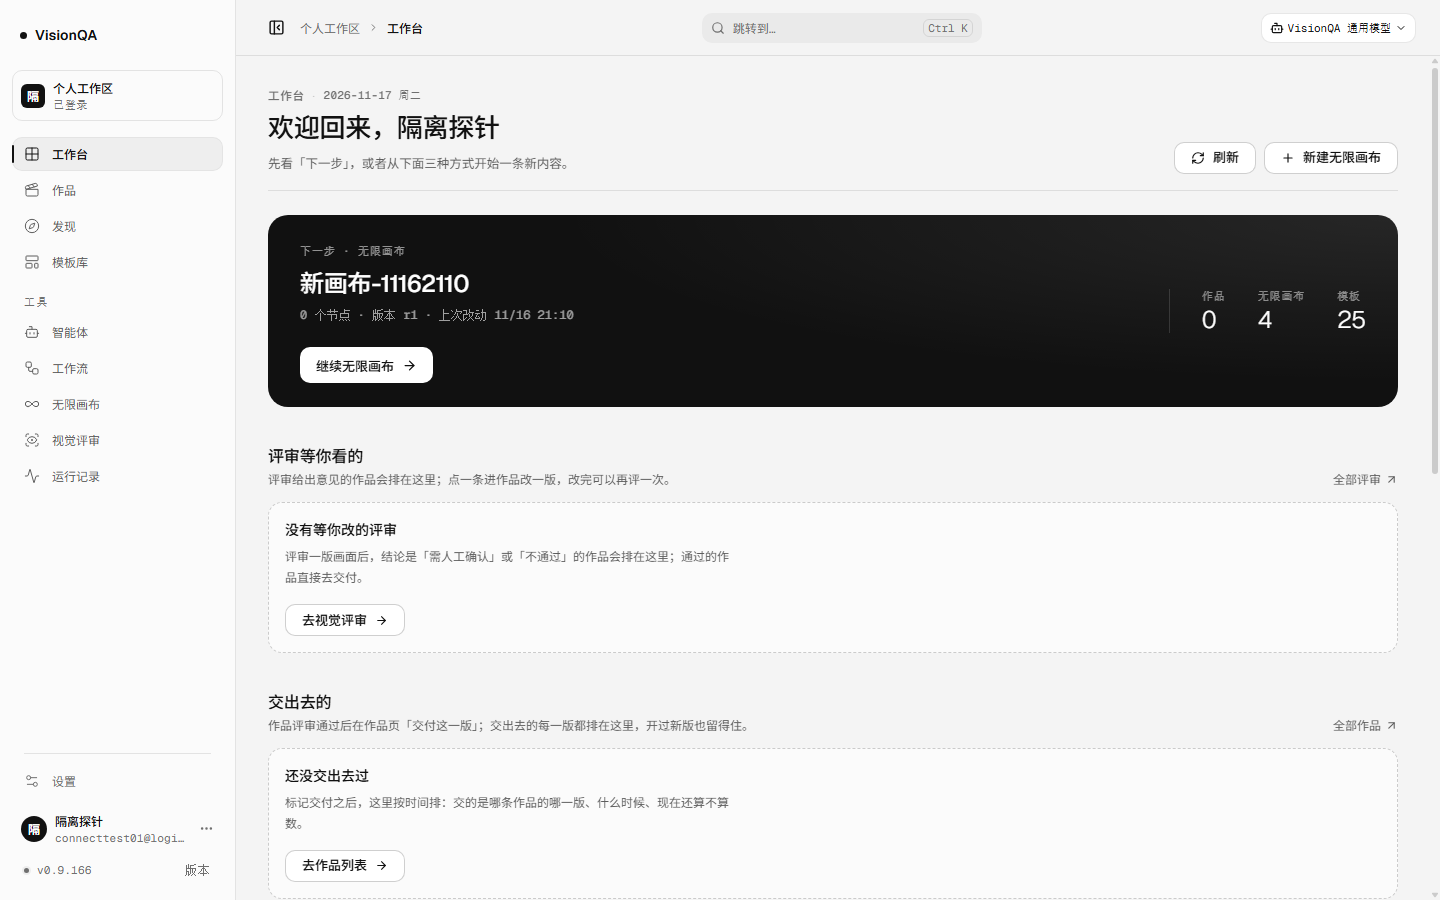 VisionQA
隔
个人工作区
已登录
工作台
作品
发现
模板库
工具
智能体
工作流
无限画布
视觉评审
运行记录
设置
隔
隔离探针
connecttest01@logi…
v0.9.166
版本
个人工作区
工作台
跳转到…
Ctrl K
VisionQA 通用模型
工作台 · 2026-11-17 周二
欢迎回来，隔离探针
先看「下一步」，或者从下面三种方式开始一条新内容。
刷新
新建无限画布
下一步 · 无限画布
新画布-11162110
0 个节点 · 版本 r1 · 上次改动 11/16 21:10
继续无限画布
作品
0
无限画布
4
模板
25
评审等你看的
评审给出意见的作品会排在这里；点一条进作品改一版，改完可以再评一次。
全部评审
没有等你改的评审
评审一版画面后，结论是「需人工确认」或「不通过」的作品会排在这里；通过的作
品直接去交付。
去视觉评审
交出去的
作品评审通过后在作品页「交付这一版」；交出去的每一版都排在这里，开过新版也留得住。
全部作品
还没交出去过
标记交付之后，这里按时间排：交的是哪条作品的哪一版、什么时候、现在还算不算
数。
去作品列表